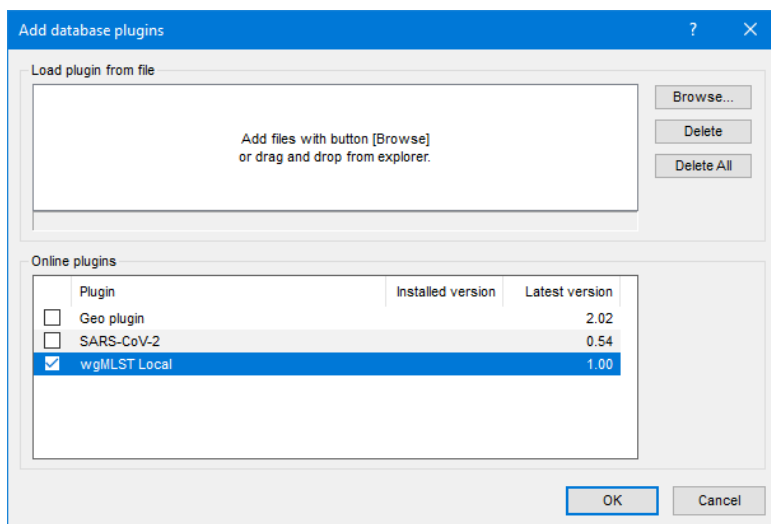 Add database plugins
Load plugin from file
Add files with button [Browse]
or drag and drop from explorer.
Browse...
Delete
Delete All
Online plugins
Plugin Installed version Latest version
Geo plugin 2.02
SARS-CoV-2 0.54
wgMLST Local 1.00
OK Cancel